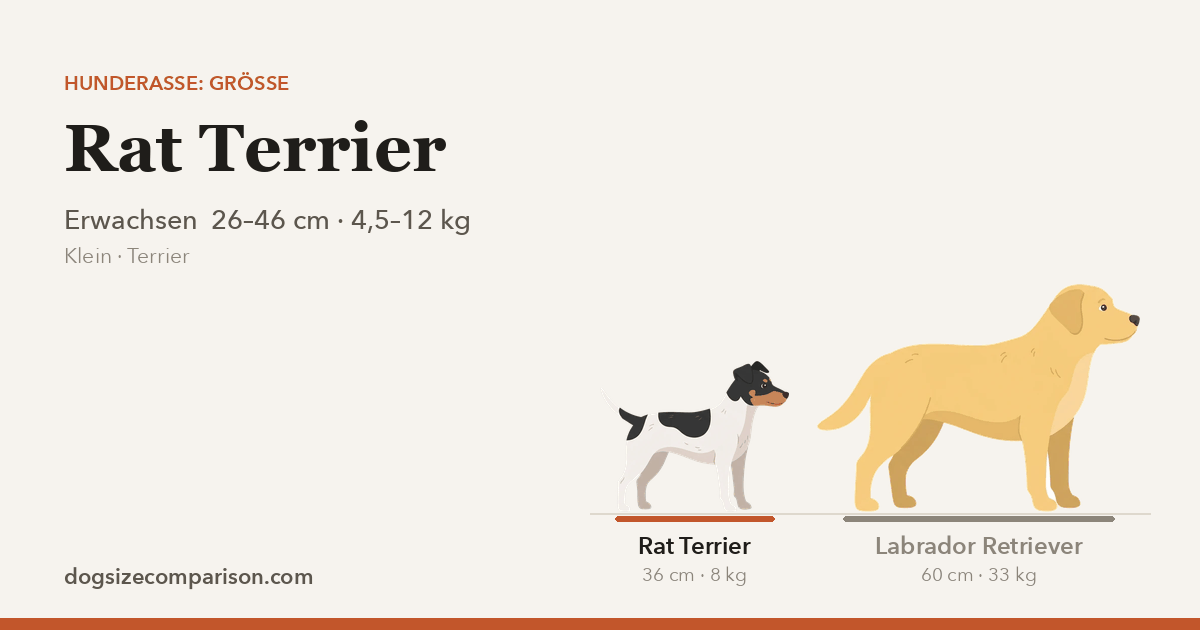 HUNDERASSE: GRÖSSE
Rat Terrier
Erwachsen 26–46 cm · 4,5–12 kg
Klein · Terrier
Rat Terrier
36 cm · 8 kg
Labrador Retriever
60 cm · 33 kg
dogsizecomparison.com